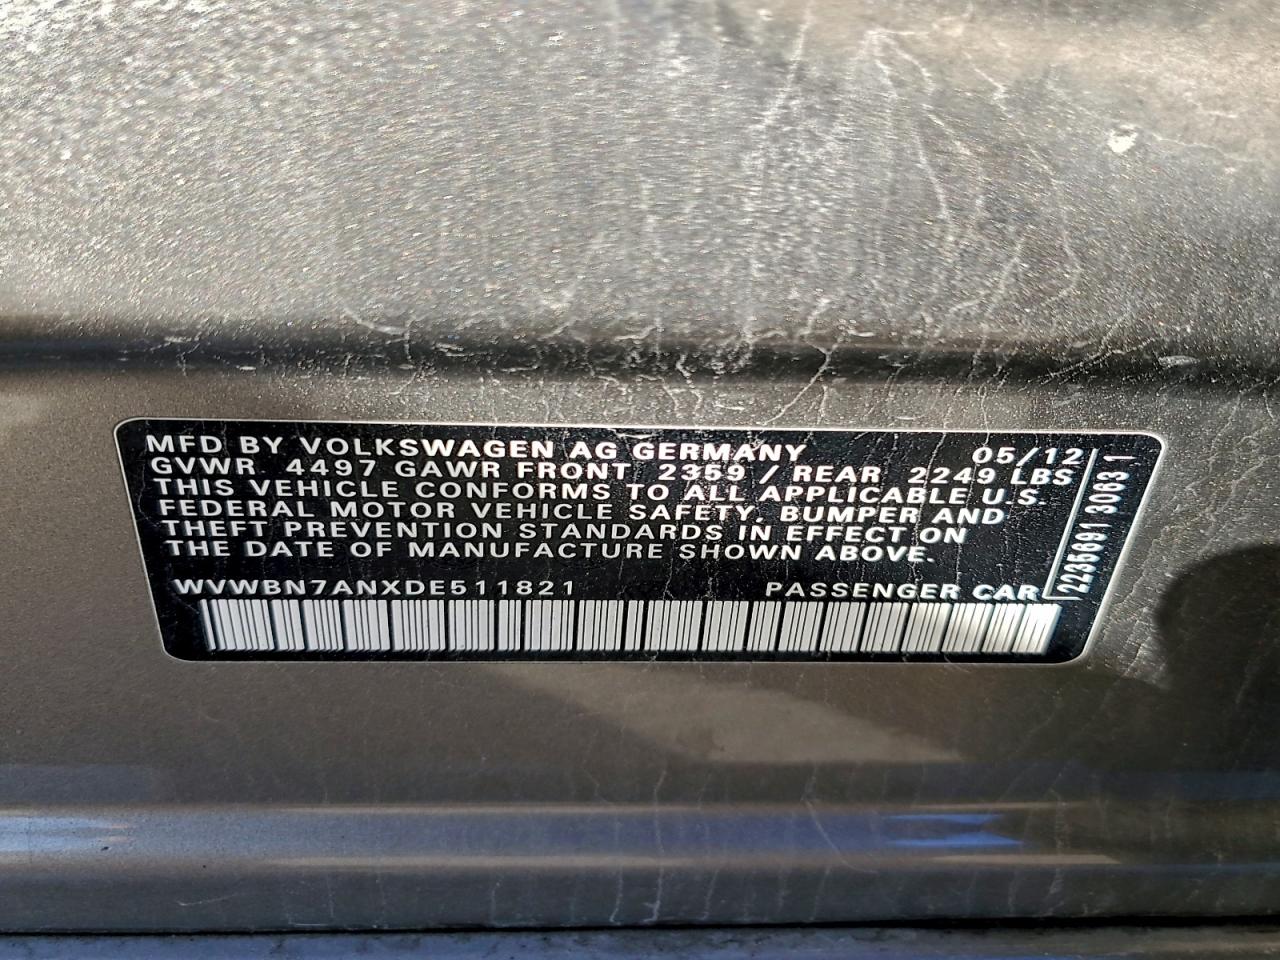 MFD BY VOLKSWAGEN AG GERMANY 05/12
GVWR 4497 GAWR FRONT 2359 / REAR 2249 LBS
THIS VEHICLE CONFORMS TO ALL APPLICABLE U.S.
FEDERAL MOTOR VEHICLE SAFETY, BUMPER AND
THEFT PREVENTION STANDARDS IN EFFECT ON
THE DATE OF MANUFACTURE SHOWN ABOVE.
WVWBN7ANXDE511821 PASSENGER CAR
2235691 3063.1